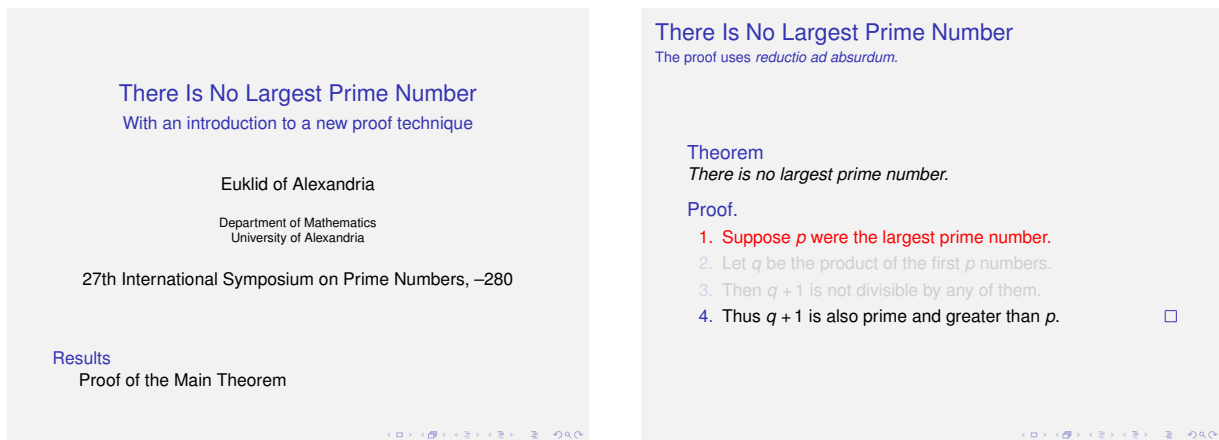 There Is No Largest Prime Number
With an introduction to a new proof technique
Euklid of Alexandria
Department of Mathematics
University of Alexandria
27th International Symposium on Prime Numbers, –280
Results
Proof of the Main Theorem
There Is No Largest Prime Number
The proof uses reductio ad absurdum.
Theorem
There is no largest prime number.
Proof.
1. Suppose p were the largest prime number.
2. Let q be the product of the first p numbers.
3. Then q + 1 is not divisible by any of them.
4. Thus q + 1 is also prime and greater than p. □